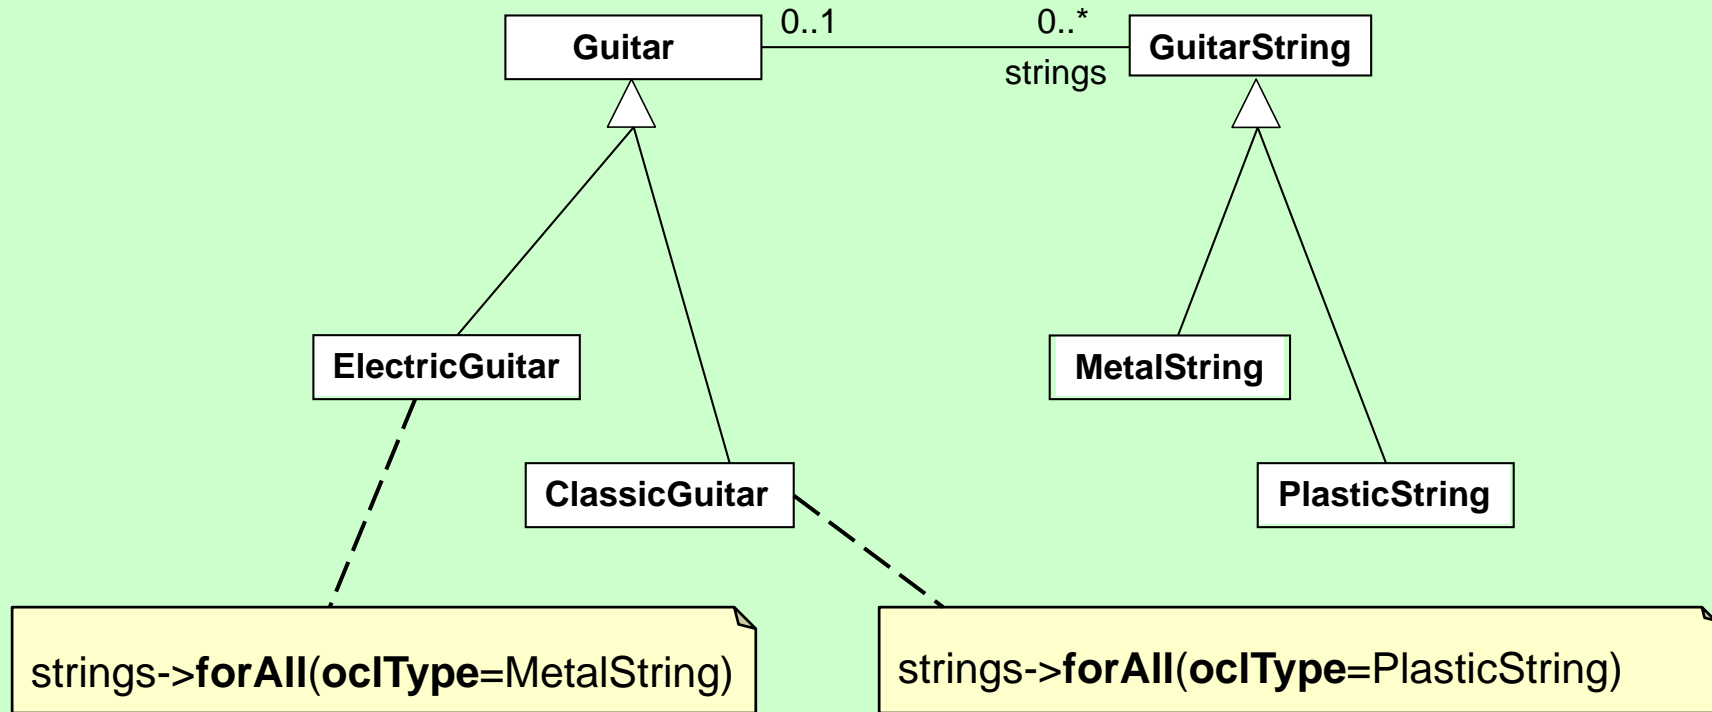 0..1
0..*
Guitar
GuitarString
strings
ElectricGuitar
MetalString
ClassicGuitar
PlasticString
strings->forAll(oclType=MetalString)
strings->forAll(oclType=PlasticString)